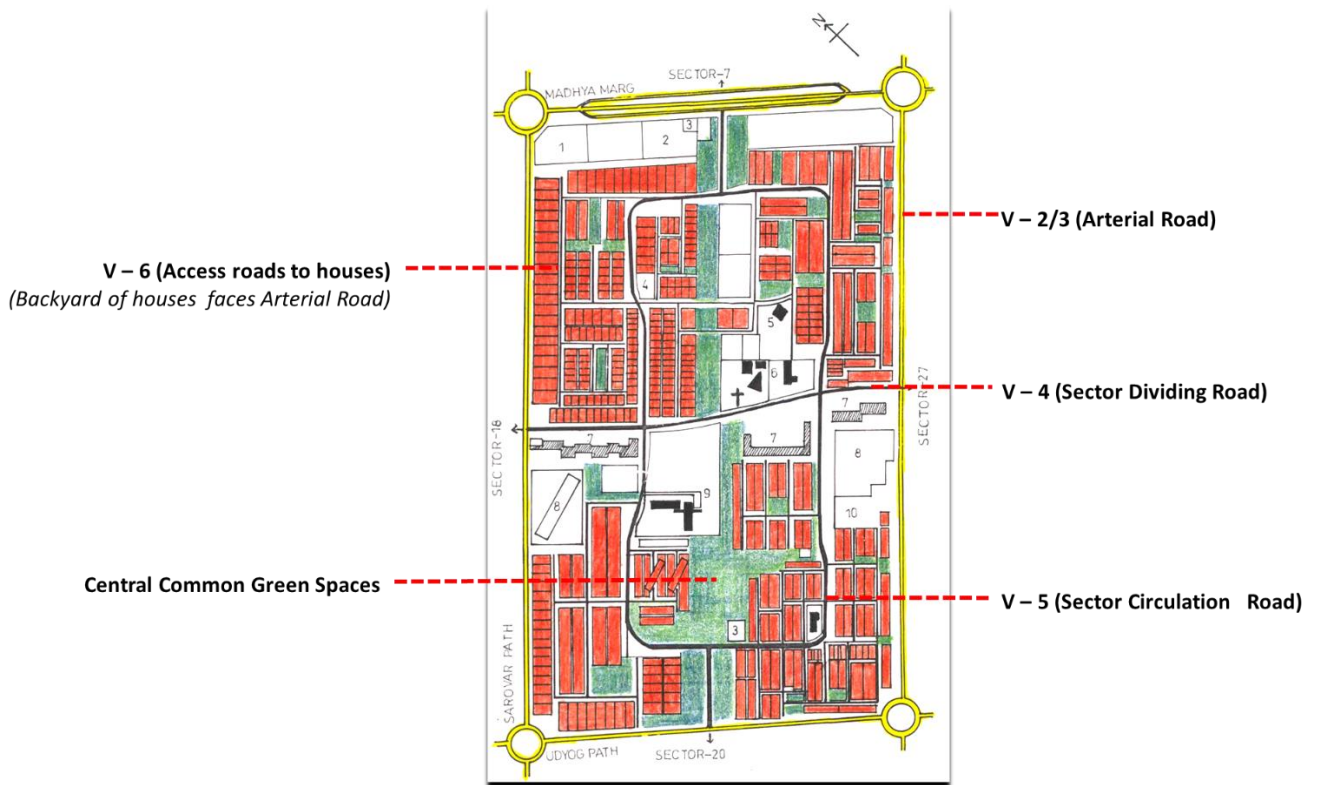 N
SECTOR-7
MADHYA MARG
3
1
2
V – 2/3 (Arterial Road)
V – 6 (Access roads to houses)
(Backyard of houses faces Arterial Road)
4
5
6
V – 4 (Sector Dividing Road)
7
SECTOR-27
SECTOR-18
7
7
8
9
8
10
Central Common Green Spaces
V – 5 (Sector Circulation Road)
3
SAROVAR PATH
UDYOG PATH
SECTOR-20